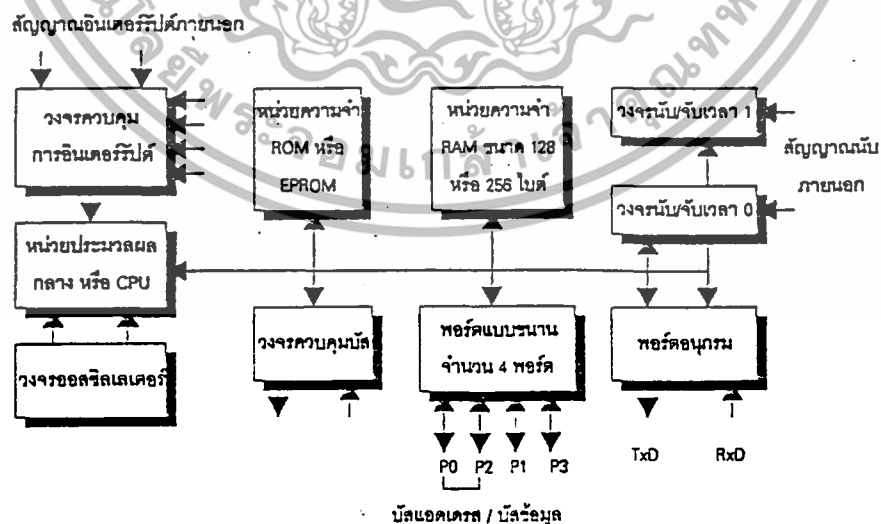 สัญญาณอินเตอร์รัปต์ภายนอก
วงจรควบคุม
การอินเตอร์รัปต์
หน่วยความจำ
ROM หรือ
EPROM
หน่วยความจำ
RAM ขนาด 128
หรือ 256 ไบต์
วงจรนับ/จับเวลา 1
สัญญาณนับ
ภายนอก
วงจรนับ/จับเวลา 0
หน่วยประมวลผล
กลาง หรือ CPU
วงจรออสซิลเลเตอร์
วงจรควบคุมบัส
พอร์ตแบบขนาน
จำนวน 4 พอร์ต
พอร์ตอนุกรม
P0 P2 P1 P3
TxD RxD
บัสแอดเดรส / บัสข้อมูล